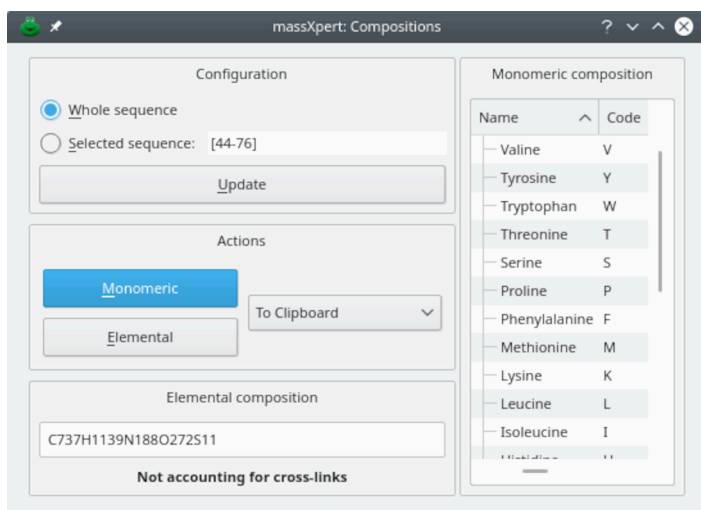 massXpert: Compositions
Configuration
Whole sequence
Selected sequence: [44-76]
Update
Actions
Monomeric
To Clipboard
Elemental
Elemental composition
C737H1139N188O272S11
Not accounting for cross-links
Monomeric composition
Name Code
Valine V
Tyrosine Y
Tryptophan W
Threonine T
Serine S
Proline P
Phenylalanine F
Methionine M
Lysine K
Leucine L
Isoleucine I
Histidine H